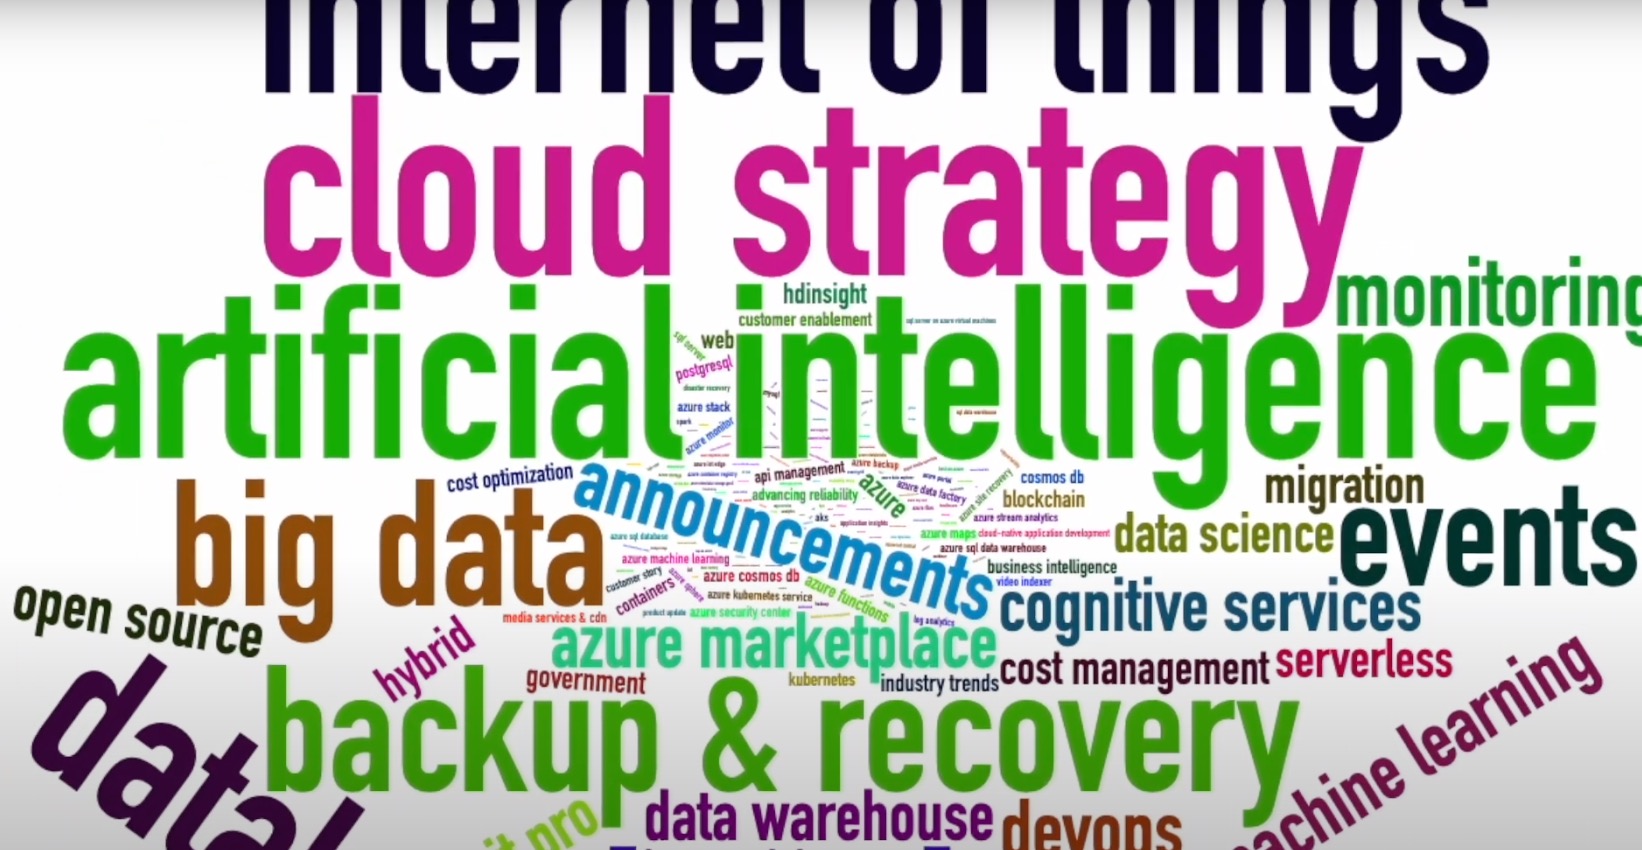 internet of things
cloud strategy
monitoring
artificial intelligence
hdinsight
customer enablement
sql server on azure virtual machines
web
sql server
postgresql
disaster recovery
azure stack
spark
azure monitor
mysql
sql data warehouse
cost optimization
announcements
api management
azure backup
advancing reliability
azure
azure data factory
azure site recovery
cosmos db
blockchain
migration
events
big data
aks
application insights
azure stream analytics
azure maps
cloud-native application development
data science
azure sql database
azure sql data warehouse
azure machine learning
business intelligence
video indexer
customer story
azure sphere
azure cosmos db
azure functions
containers
azure kubernetes service
cognitive services
open source
media services & cdn
product update
azure security center
log analytics
azure marketplace
hybrid
government
kubernetes
industry trends
cost management
serverless
machine learning
backup & recovery
it pro
data warehouse
devops